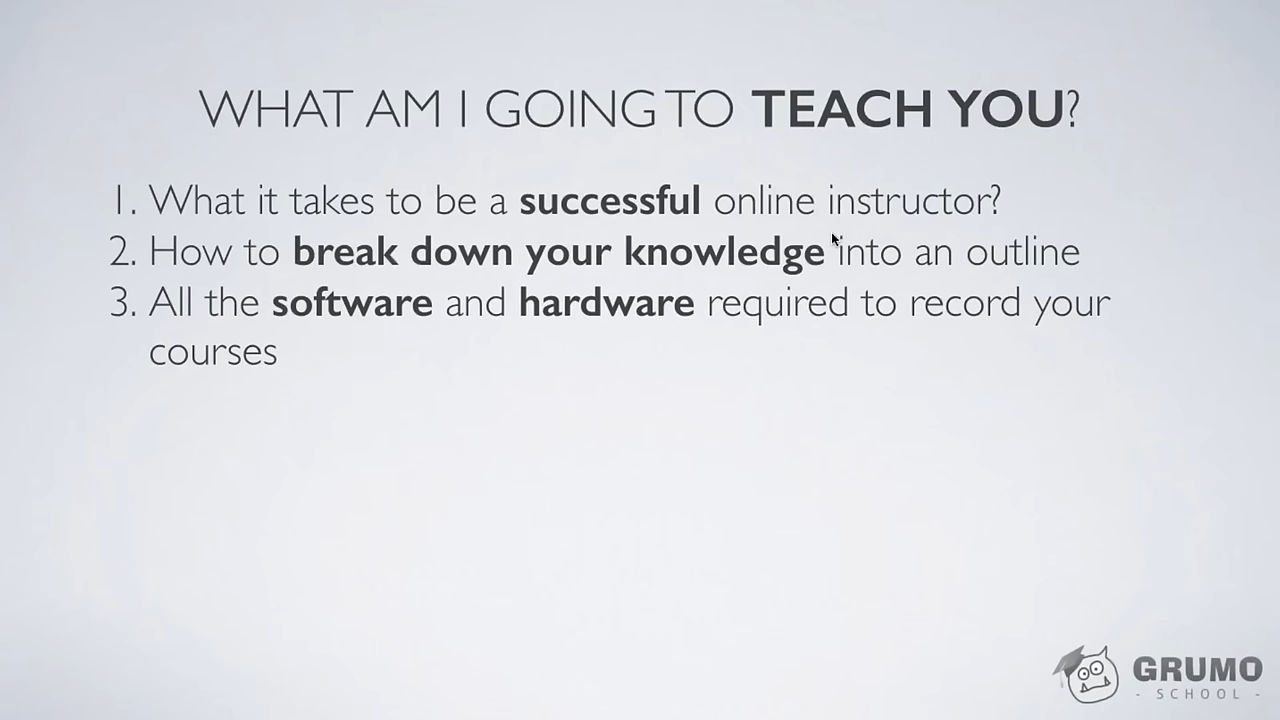 WHAT AM I GOING TO TEACH YOU?
1. What it takes to be a successful online instructor?
2. How to break down your knowledge into an outline
3. All the software and hardware required to record your
courses
GRUMO
- SCHOOL -